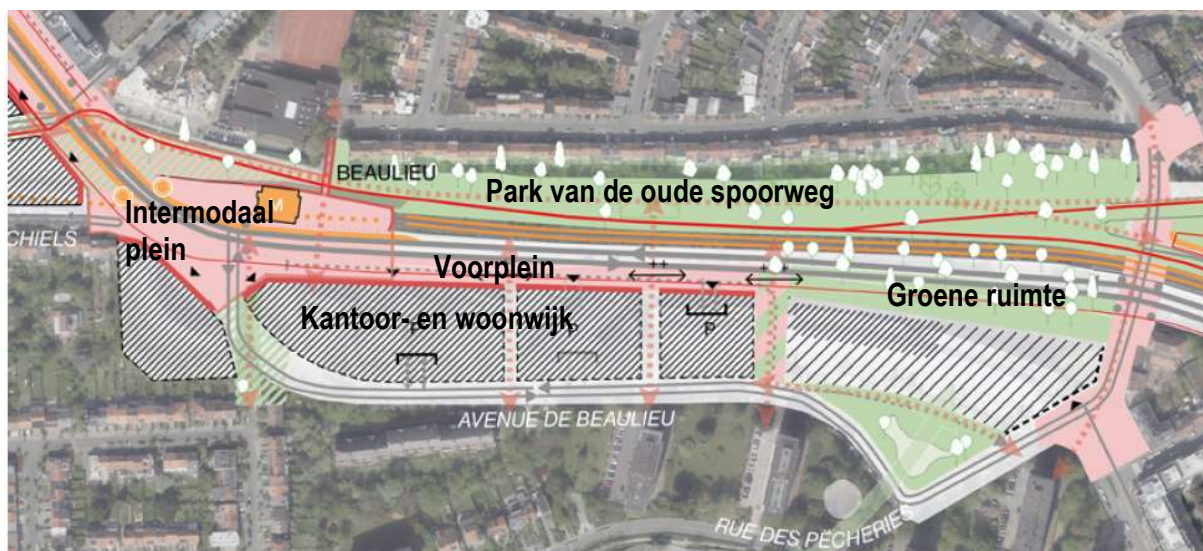 BEAULIEU
Park van de oude spoorweg
M
Intermodaal
plein
CHIELS
Voorplein
++
Groene ruimte
Kantoor- en woonwijk
P
P
P
AVENUE DE BEAULIEU
RUE DES PÊCHERIES